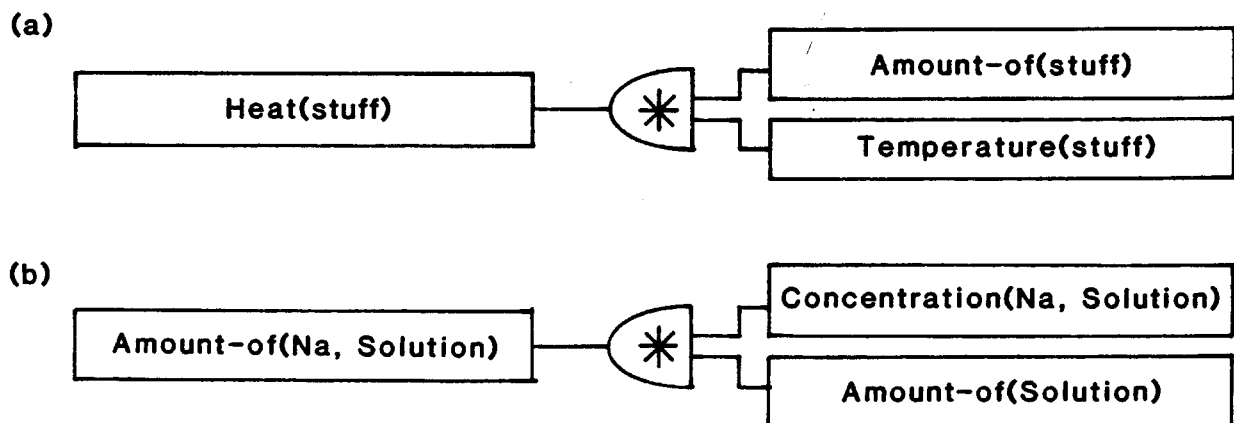 (a)
Heat(stuff)
*
Amount-of(stuff)
Temperature(stuff)
(b)
Amount-of(Na, Solution)
*
Concentration(Na, Solution)
Amount-of(Solution)